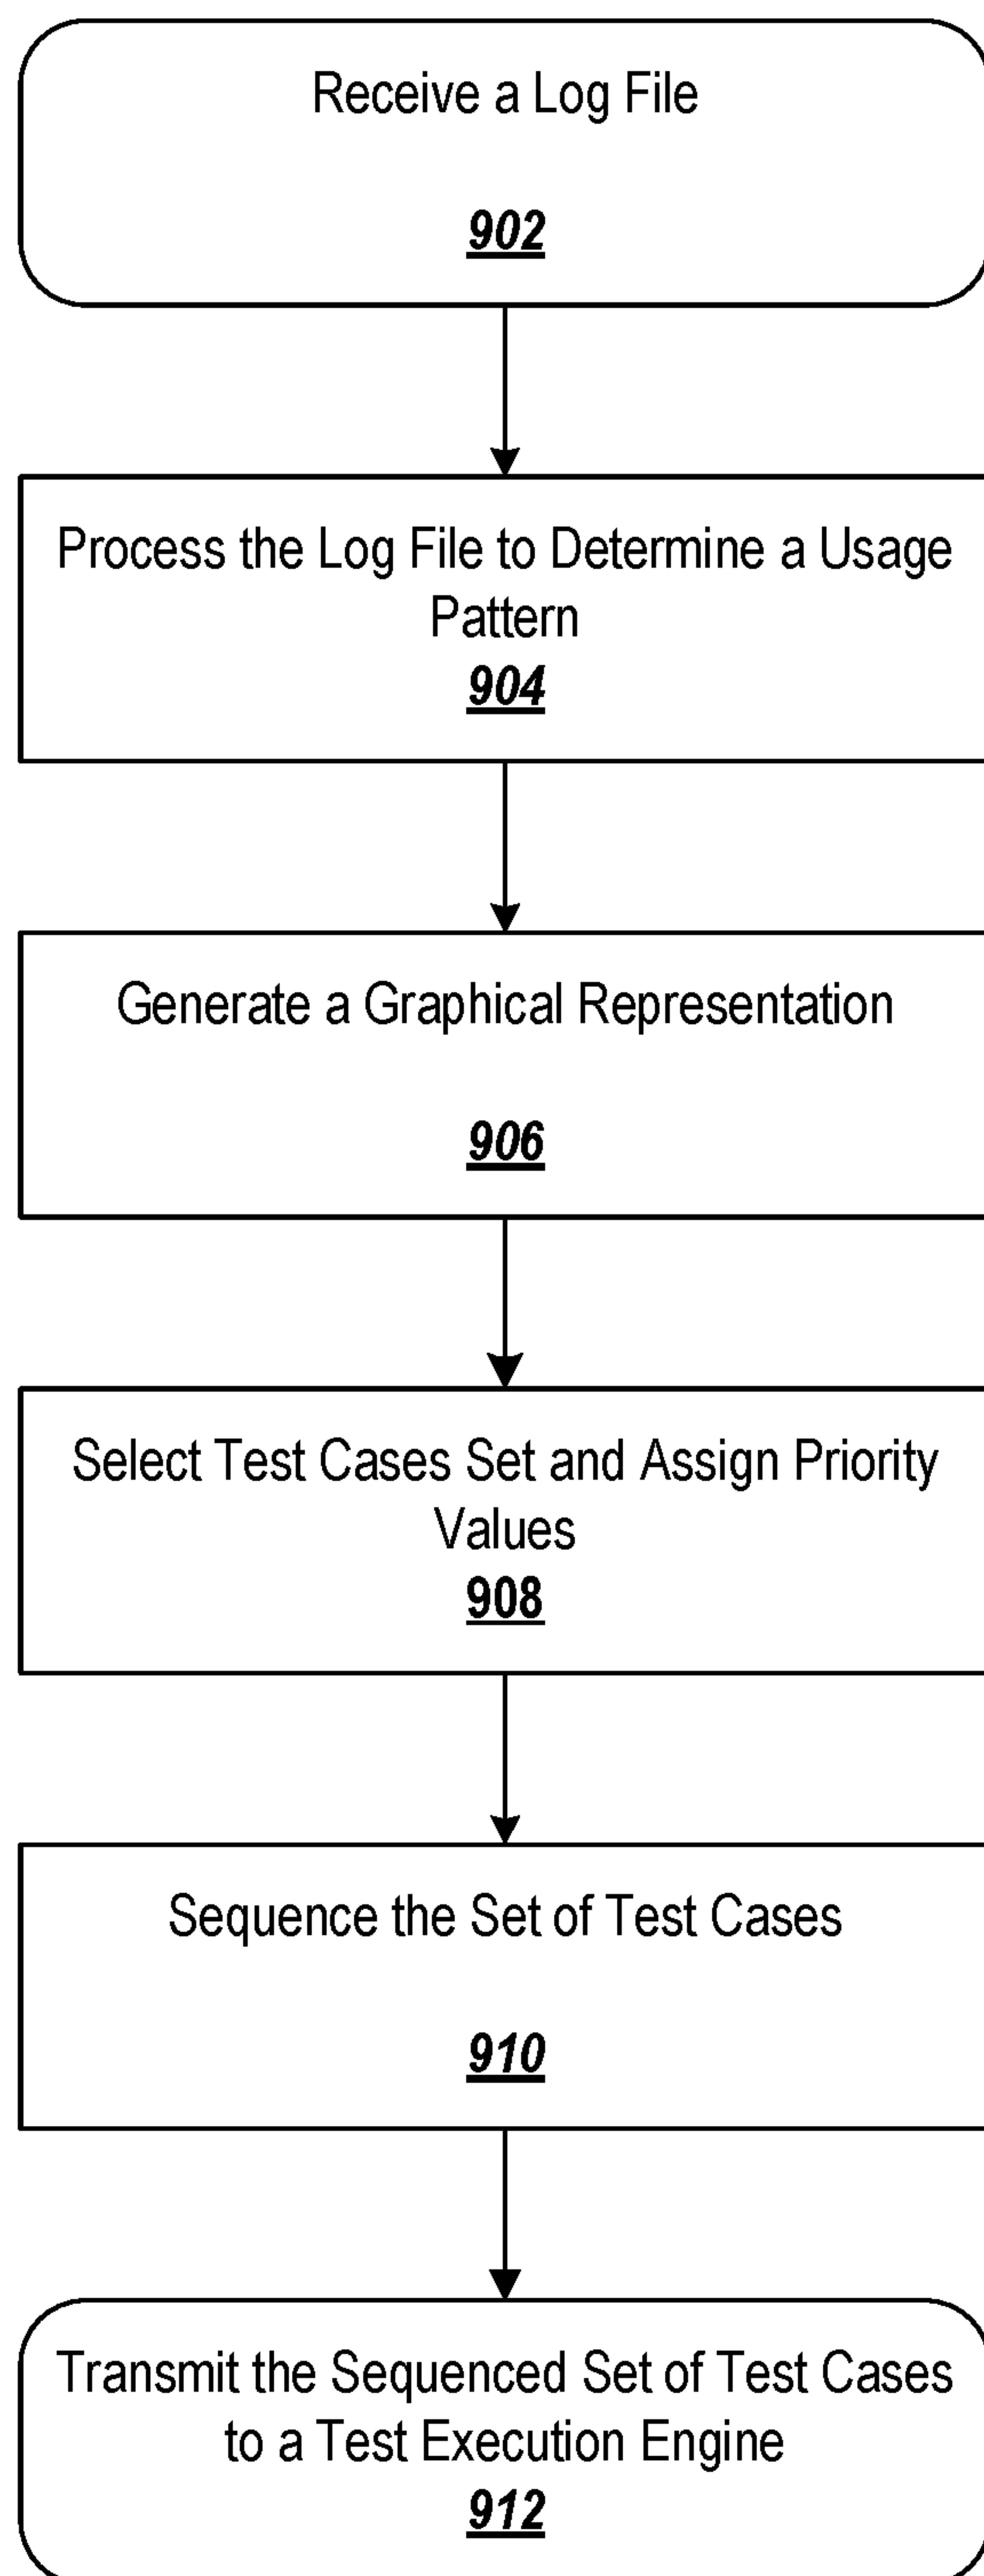 Receive a Log File
902
Process the Log File to Determine a Usage
Pattern
904
Generate a Graphical Representation
906
Select Test Cases Set and Assign Priority
Values
908
Sequence the Set of Test Cases
910
Transmit the Sequenced Set of Test Cases
to a Test Execution Engine
912